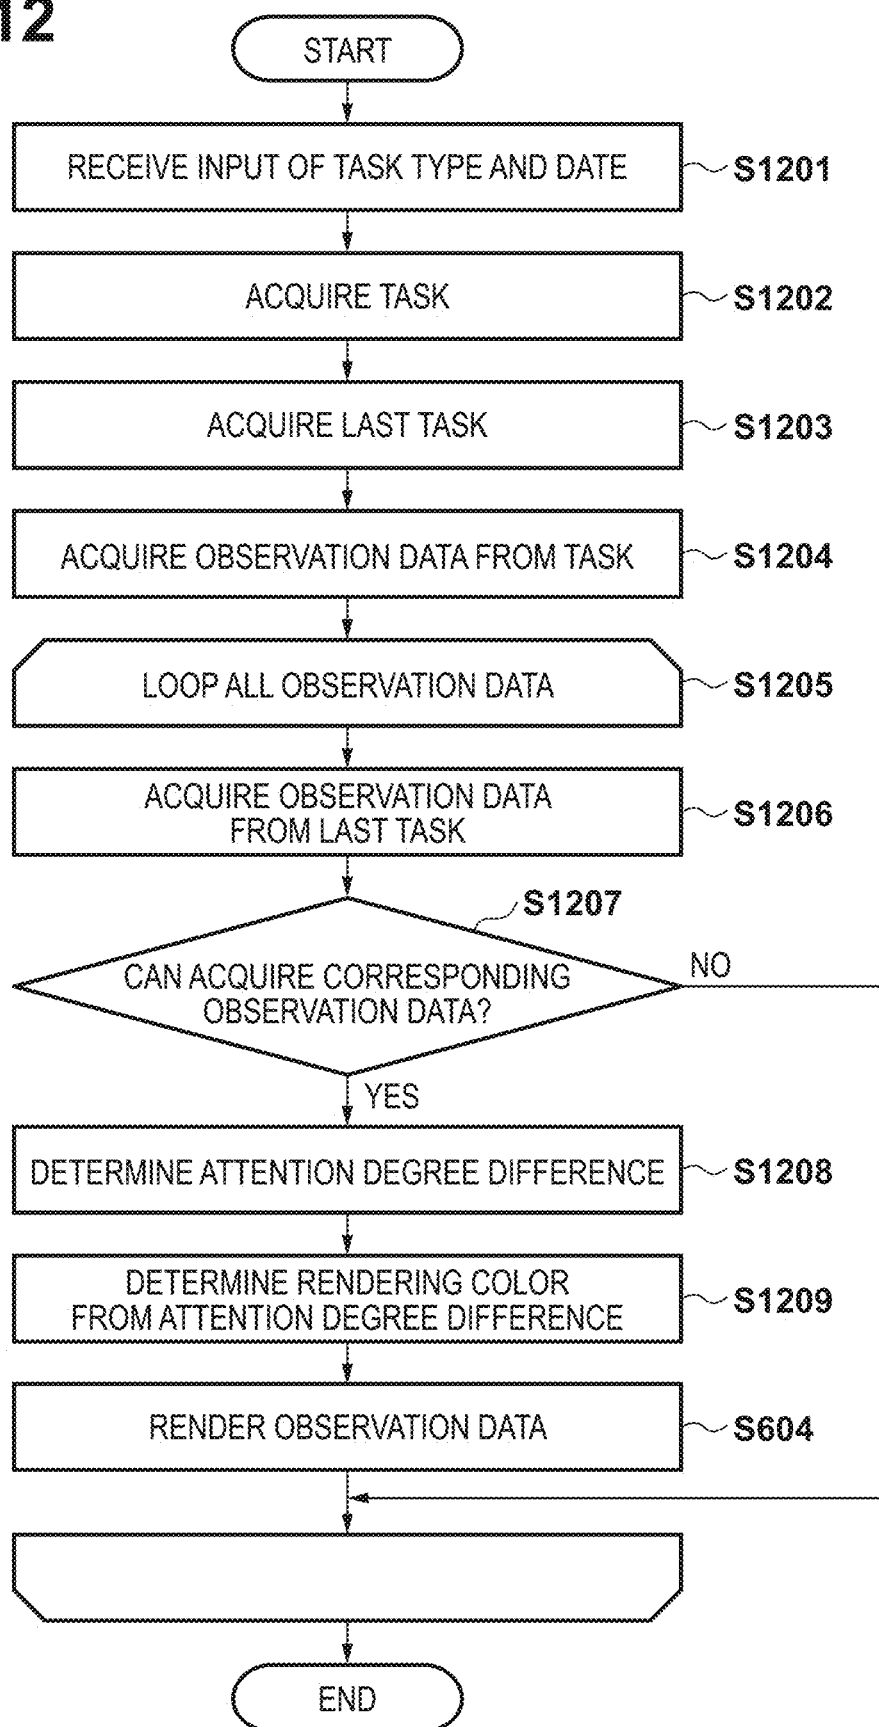 12
START
RECEIVE INPUT OF TASK TYPE AND DATE
S1201
ACQUIRE TASK
S1202
ACQUIRE LAST TASK
S1203
ACQUIRE OBSERVATION DATA FROM TASK
S1204
LOOP ALL OBSERVATION DATA
S1205
ACQUIRE OBSERVATION DATA
FROM LAST TASK
S1206
S1207
CAN ACQUIRE CORRESPONDING
OBSERVATION DATA?
NO
YES
DETERMINE ATTENTION DEGREE DIFFERENCE
S1208
DETERMINE RENDERING COLOR
FROM ATTENTION DEGREE DIFFERENCE
S1209
RENDER OBSERVATION DATA
S604
END